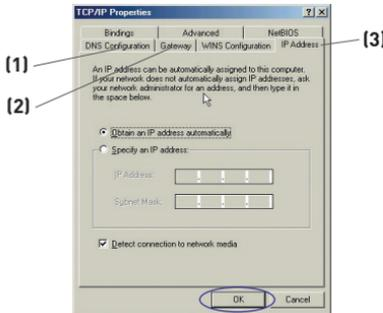 TCP/IP Properties
Bindings Advanced NetBIOS
DNS Configuration Gateway WINS Configuration IP Address
(1)
(2)
(3)
An IP address can be automatically assigned to this computer.
If your network does not automatically assign IP addresses, ask
your network administrator for an address, and then type it in
the space below.
Obtain an IP address automatically
Specify an IP address:
IP Address:
Subnet Mask:
Detect connection to network media
OK Cancel